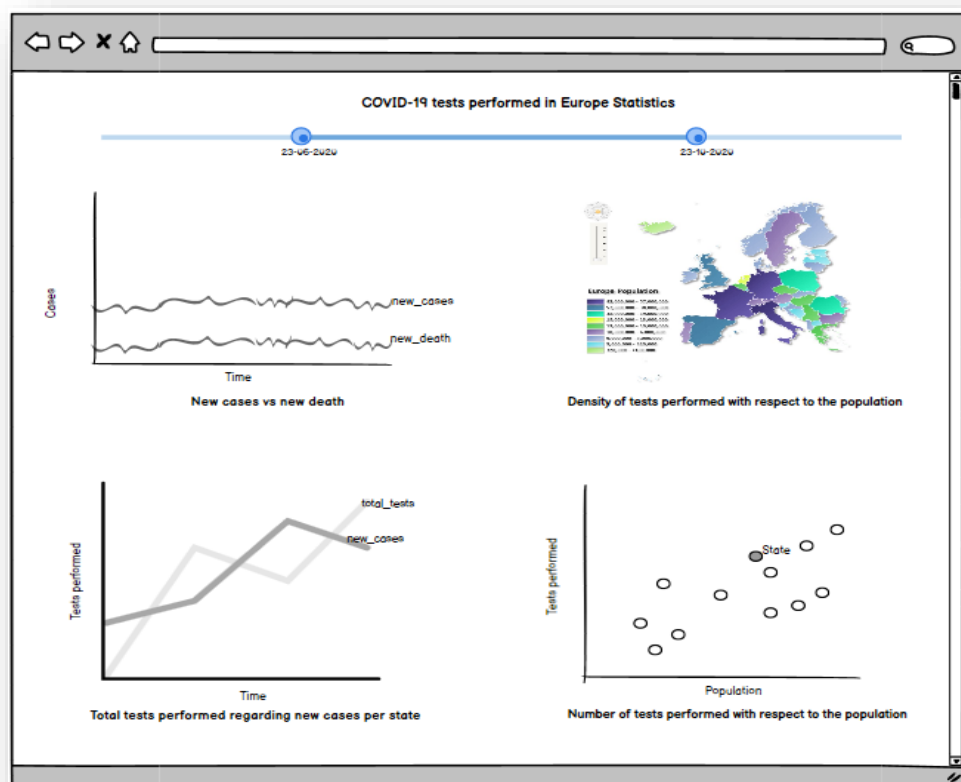 COVID-19 tests performed in Europe Statistics
23-06-2020
23-10-2020
Cases
new_cases
new_death
Time
New cases vs new death
Europe Population
Density of tests performed with respect to the population
Tests performed
total_tests
new_cases
Time
Total tests performed regarding new cases per state
Tests performed
State
Population
Number of tests performed with respect to the population